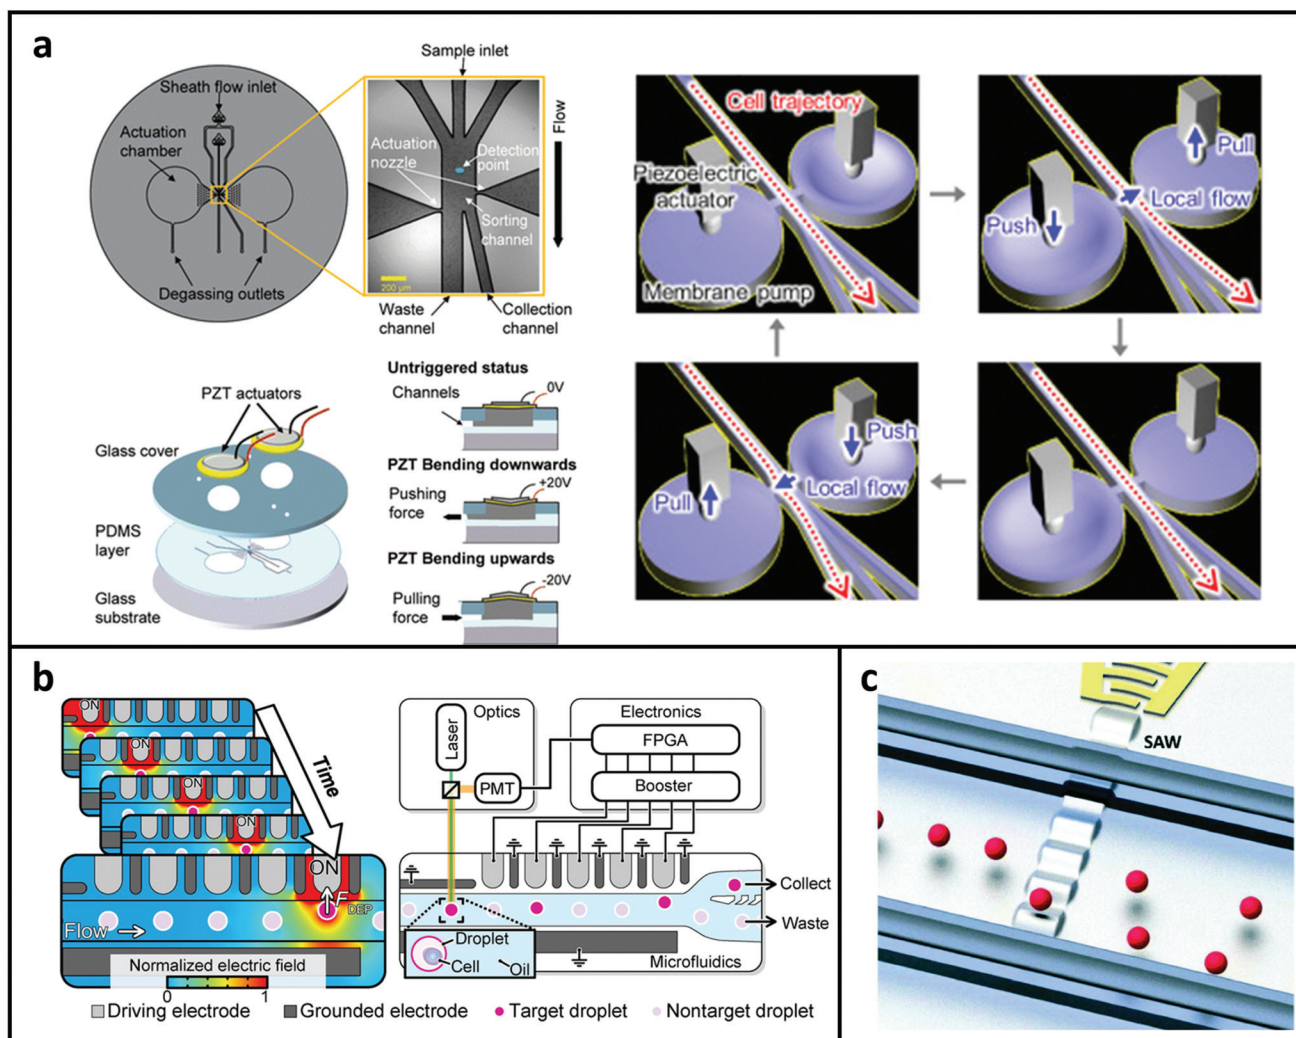 a
Sample inlet
Sheath flow inlet
Actuation
chamber
Actuation
nozzle
Detection
point
Sorting
channel
Flow
200 µm
Degassing outlets
Waste
channel
Collection
channel
PZT actuators
Glass cover
PDMS
layer
Glass
substrate
Untriggered status
Channels
0V
PZT Bending downwards
Pushing
force
+20V
PZT Bending upwards
Pulling
force
-20V
Cell trajectory
Piezoelectric
actuator
Membrane pump
Pull
Local flow
Push
Push
Local flow
Pull
b
ON
ON
ON
ON
ON
Time
F DEP
Flow
Normalized electric field
0
1
Optics
Laser
PMT
Electronics
FPGA
Booster
Collect
Waste
Droplet
Cell
Oil
Microfluidics
Driving electrode
Grounded electrode
Target droplet
Nontarget droplet
c
SAW